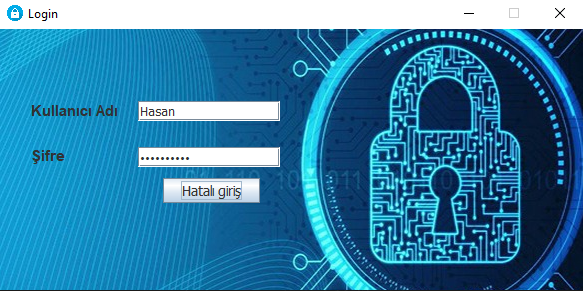 Login
Kullanıcı Adı
Hasan
Şifre
••••••••••
Hatalı giriş